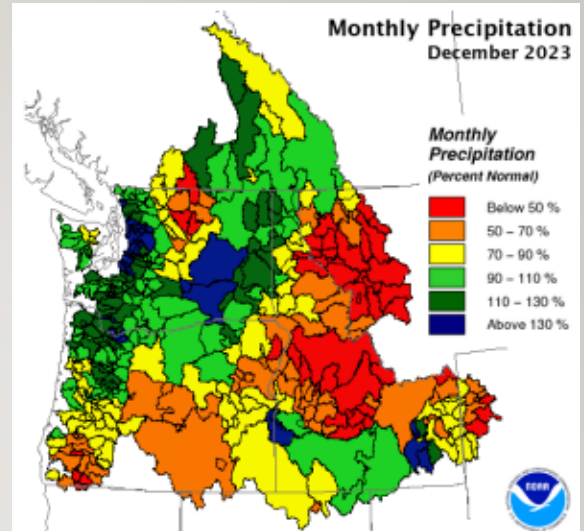 Monthly Precipitation
December 2023
Monthly
Precipitation
(Percent Normal)
Below 50 %
50 – 70 %
70 – 90 %
90 – 110 %
110 – 130 %
Above 130 %
NOAA